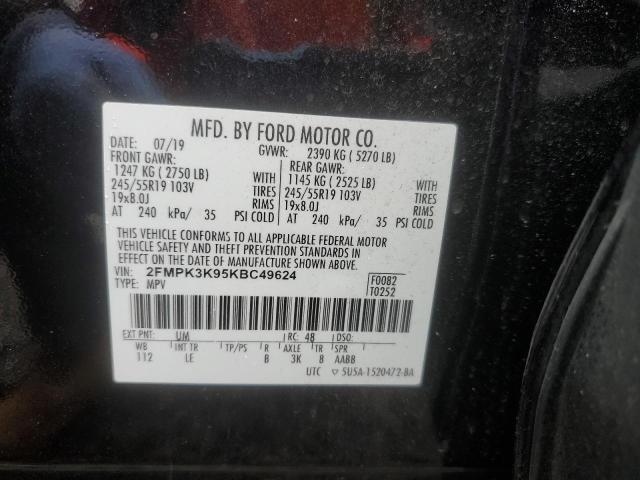 MFD. BY FORD MOTOR CO.
DATE: 07/19 GVWR: 2390 KG ( 5270 LB)
FRONT GAWR: REAR GAWR:
1247 KG ( 2750 LB) WITH 1145 KG ( 2525 LB) WITH
245/55R19 103V TIRES 245/55R19 103V TIRES
19x8.0J RIMS 19x8.0J RIMS
AT 240 kPa/ 35 PSI COLD AT 240 kPa/ 35 PSI COLD
THIS VEHICLE CONFORMS TO ALL APPLICABLE FEDERAL MOTOR
VEHICLE SAFETY AND THEFT PREVENTION STANDARDS IN
EFFECT ON THE DATE OF MANUFACTURE SHOWN ABOVE.
VIN: 2FMPK3K95KBC49624 F0082
TYPE: MPV T0252
EXT PNT: UM RC: 48 DSO:
WB INT TR TP/PS R AXLE TR SPR
112 LE B 3K 8 AABB
UTC ▽5U5A-1520472-BA